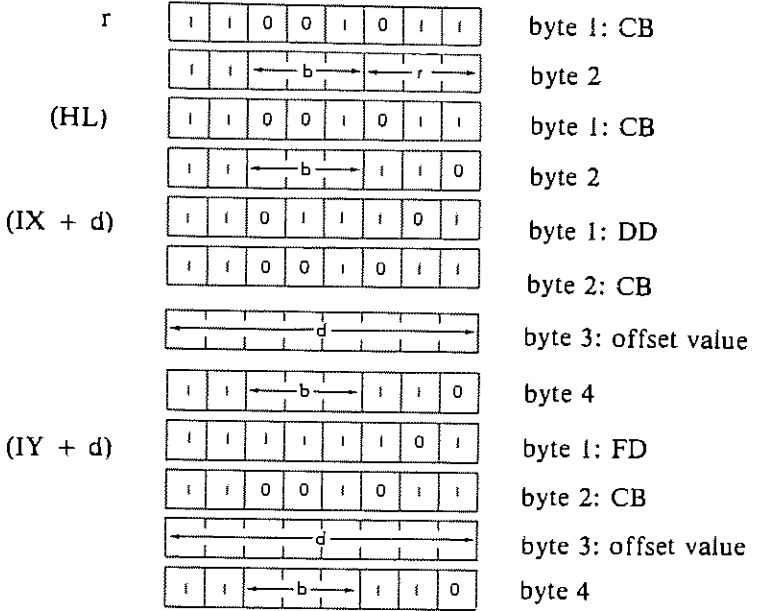 r 1 1 0 0 1 0 1 1 byte 1: CB
1 1 b r byte 2
(HL) 1 1 0 0 1 0 1 1 byte 1: CB
1 1 b 1 1 0 byte 2
(IX + d) 1 1 0 1 1 1 0 1 byte 1: DD
1 1 0 0 1 0 1 1 byte 2: CB
d byte 3: offset value
1 1 b 1 1 0 byte 4
(IY + d) 1 1 1 1 1 1 0 1 byte 1: FD
1 1 0 0 1 0 1 1 byte 2: CB
d byte 3: offset value
1 1 b 1 1 0 byte 4